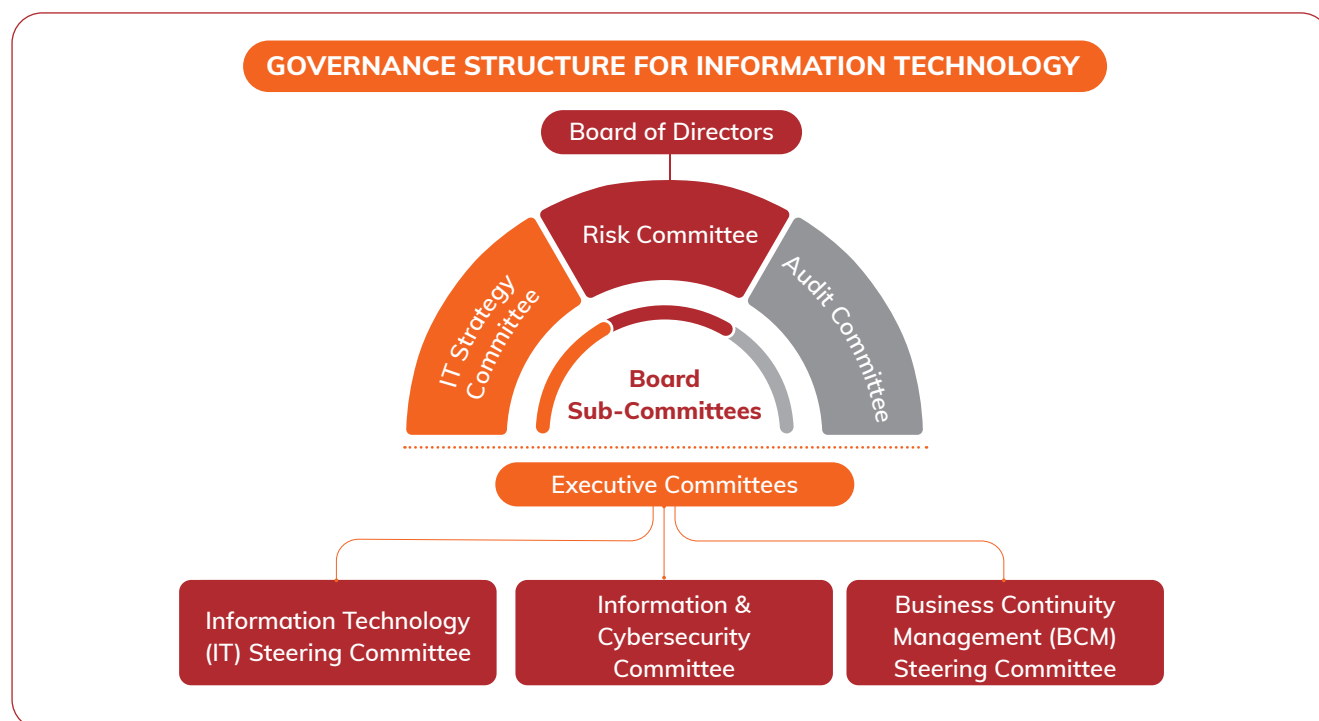 GOVERNANCE STRUCTURE FOR INFORMATION TECHNOLOGY
Board of Directors
Risk Committee
IT Strategy
Committee
Audit Committee
Board
Sub-Committees
Executive Committees
Information Technology
(IT) Steering Committee
Information &
Cybersecurity
Committee
Business Continuity
Management (BCM)
Steering Committee